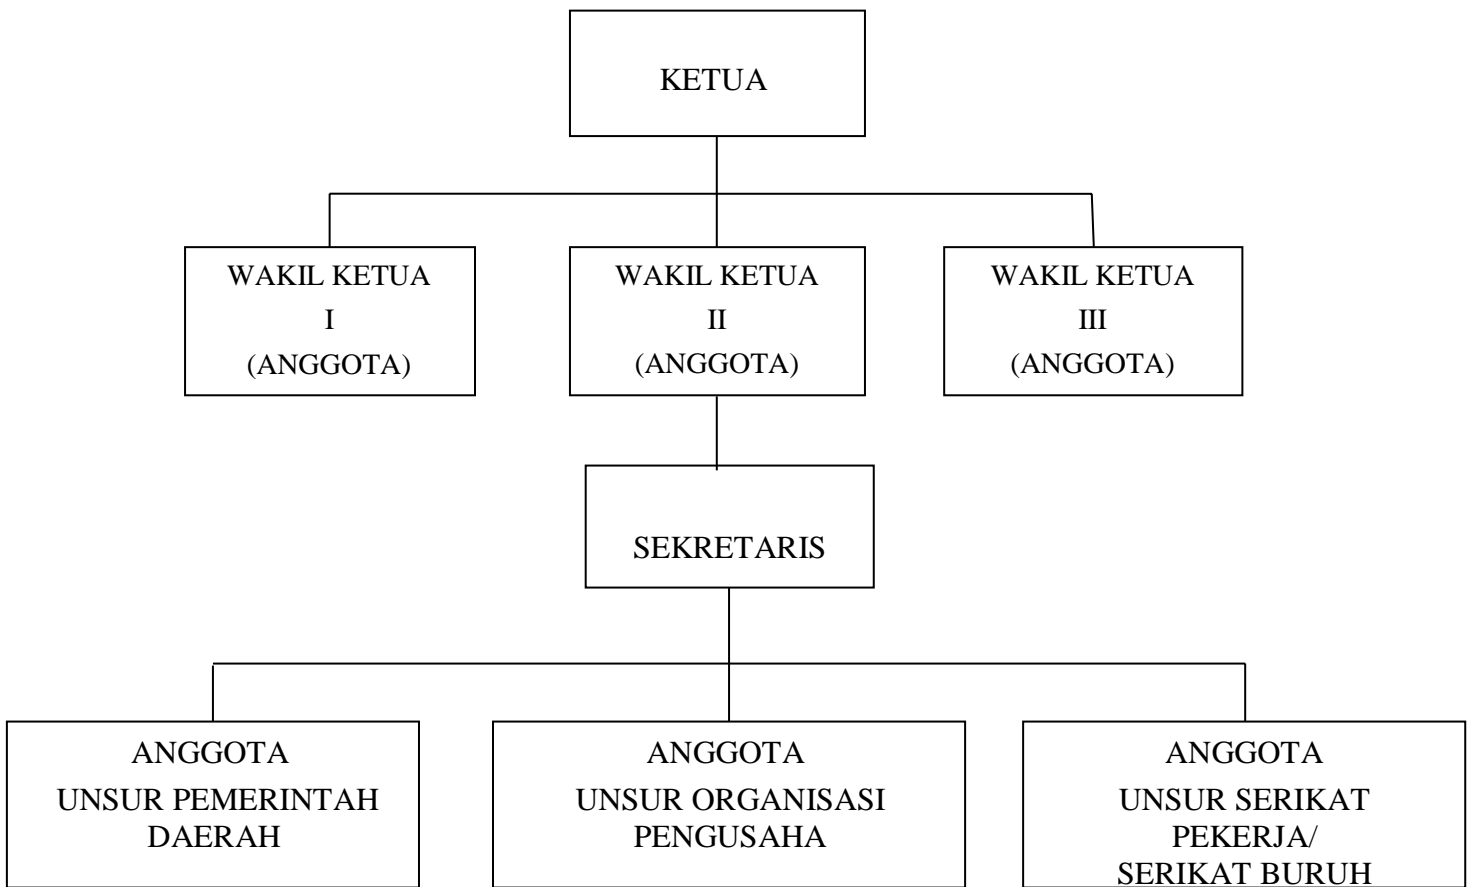 KETUA
WAKIL KETUA
I
(ANGGOTA)
WAKIL KETUA
II
(ANGGOTA)
WAKIL KETUA
III
(ANGGOTA)
SEKRETARIS
ANGGOTA
UNSUR PEMERINTAH
DAERAH
ANGGOTA
UNSUR ORGANISASI
PENGUSAHA
ANGGOTA
UNSUR SERIKAT
PEKERJA/
SERIKAT BURUH